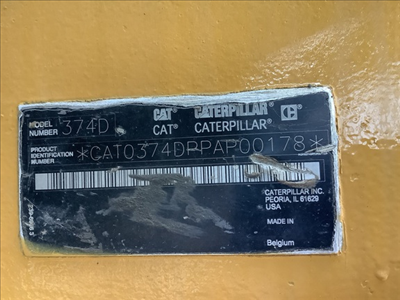 CAT CATERPILLAR C
MODEL NUMBER 374D CAT® CATERPILLAR®
PRODUCT IDENTIFICATION NUMBER *CAT0374DPPAP00178*
CATERPILLAR INC.
PEORIA, IL 61629
USA
MADE IN
Belgium